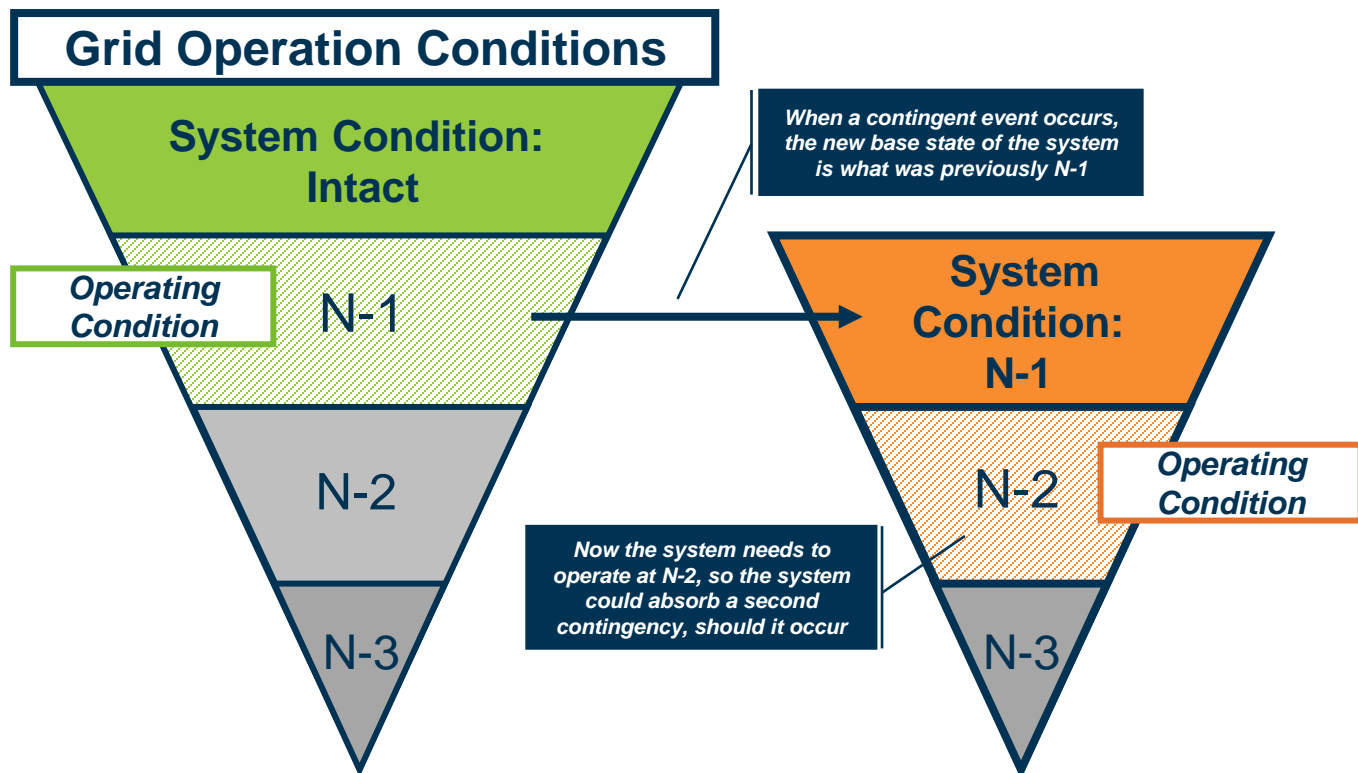 Grid Operation Conditions
System Condition:
Intact
When a contingent event occurs,
the new base state of the system
is what was previously N-1
Operating
Condition
N-1
System
Condition:
N-1
N-2
N-2
Operating
Condition
Now the system needs to
operate at N-2, so the system
could absorb a second
contingency, should it occur
N-3
N-3